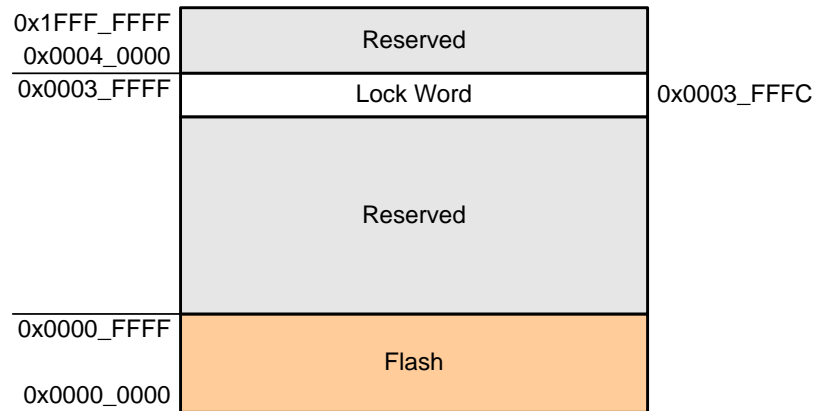 0x1FFF_FFFF
Reserved
0x0004_0000
0x0003_FFFF
Lock Word
0x0003_FFFC
Reserved
0x0000_FFFF
Flash
0x0000_0000